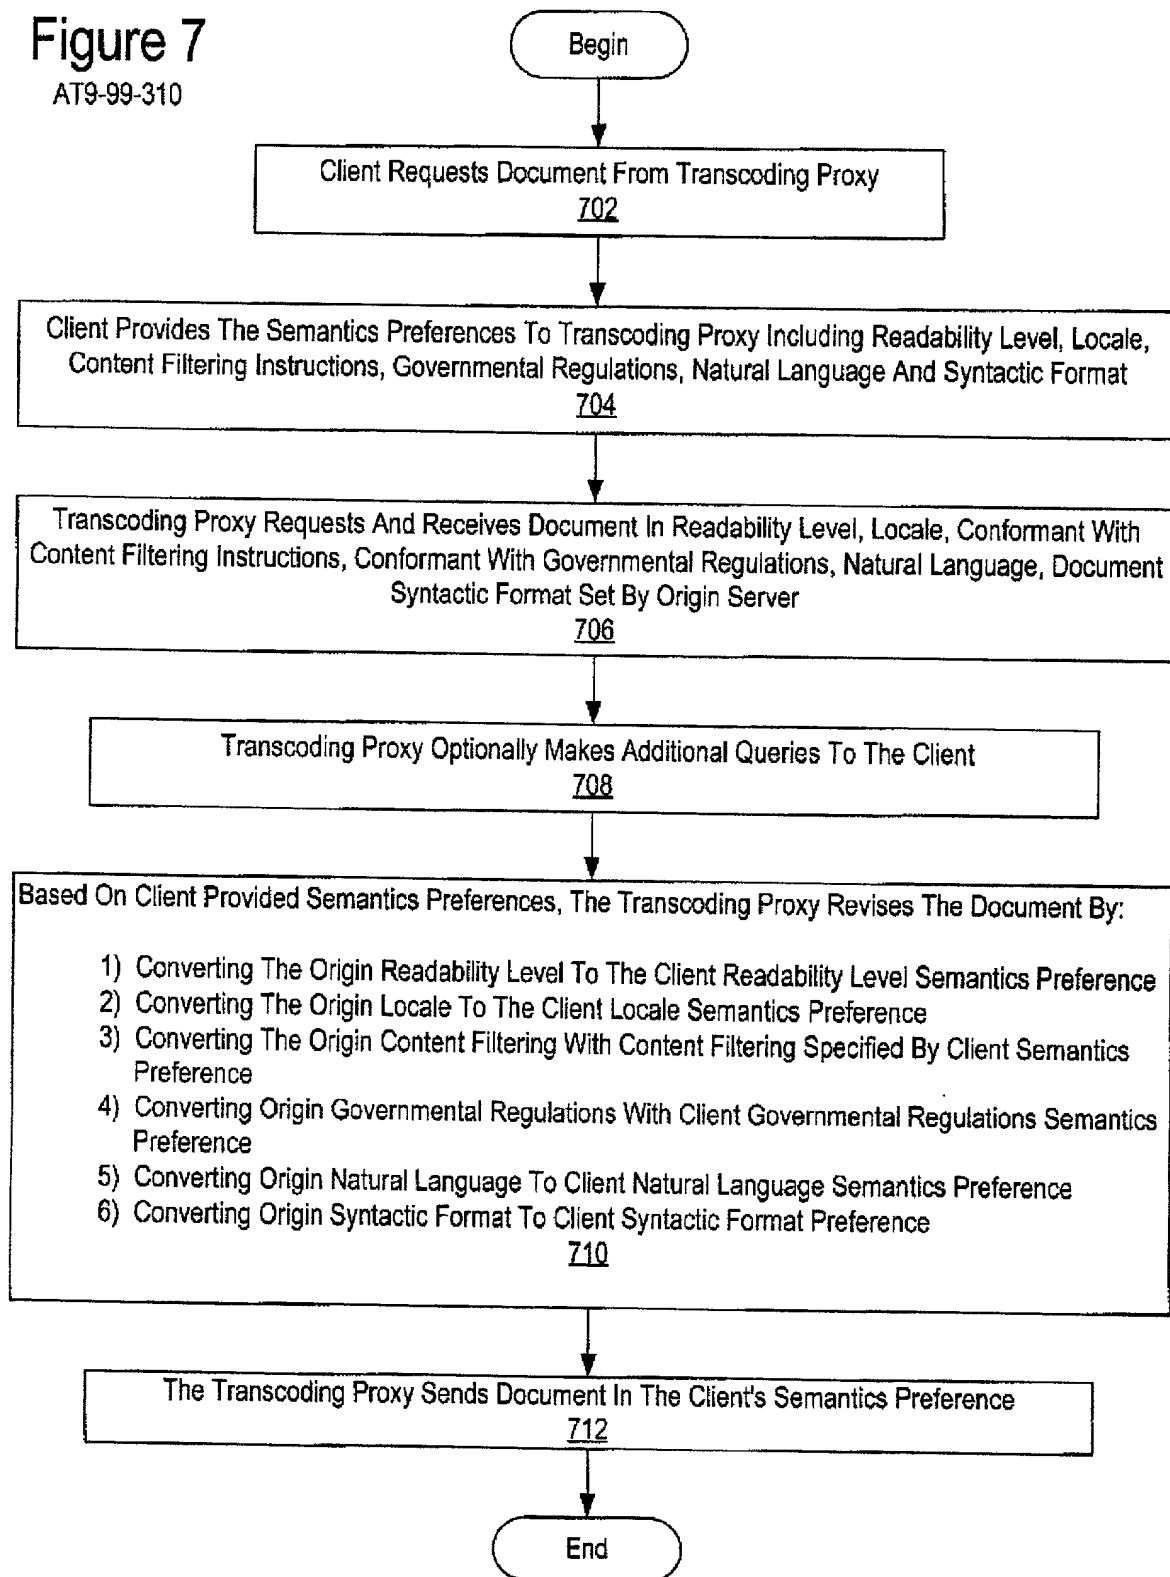 Figure 7
AT9-99-310
Begin
Client Requests Document From Transcoding Proxy
702
Client Provides The Semantics Preferences To Transcoding Proxy Including Readability Level, Locale,
Content Filtering Instructions, Governmental Regulations, Natural Language And Syntactic Format
704
Transcoding Proxy Requests And Receives Document In Readability Level, Locale, Conformant With
Content Filtering Instructions, Conformant With Governmental Regulations, Natural Language, Document
Syntactic Format Set By Origin Server
706
Transcoding Proxy Optionally Makes Additional Queries To The Client
708
Based On Client Provided Semantics Preferences, The Transcoding Proxy Revises The Document By:
1) Converting The Origin Readability Level To The Client Readability Level Semantics Preference
2) Converting The Origin Locale To The Client Locale Semantics Preference
3) Converting The Origin Content Filtering With Content Filtering Specified By Client Semantics
Preference
4) Converting Origin Governmental Regulations With Client Governmental Regulations Semantics
Preference
5) Converting Origin Natural Language To Client Natural Language Semantics Preference
6) Converting Origin Syntactic Format To Client Syntactic Format Preference
710
The Transcoding Proxy Sends Document In The Client's Semantics Preference
712
End